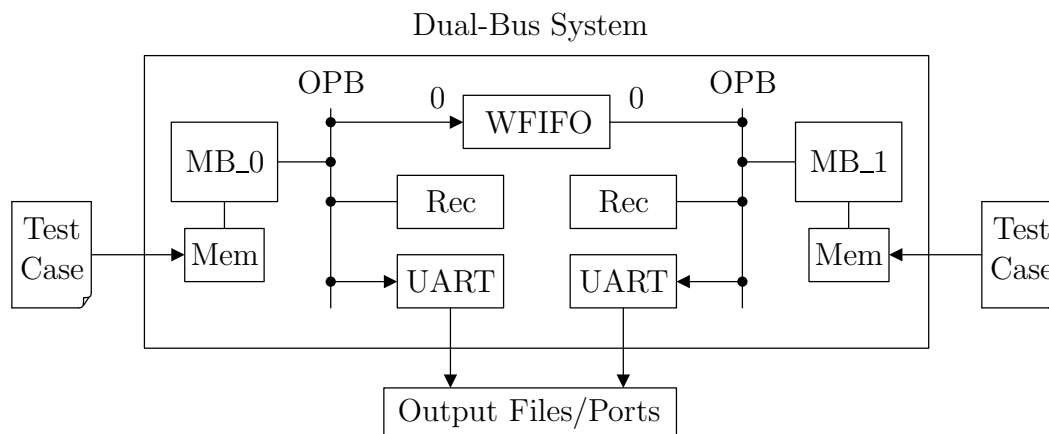 Dual-Bus System
OPB
OPB
0
0
WFIFO
MB_0
MB_1
Rec
Rec
Test
Case
Mem
Mem
Test
Case
UART
UART
Output Files/Ports